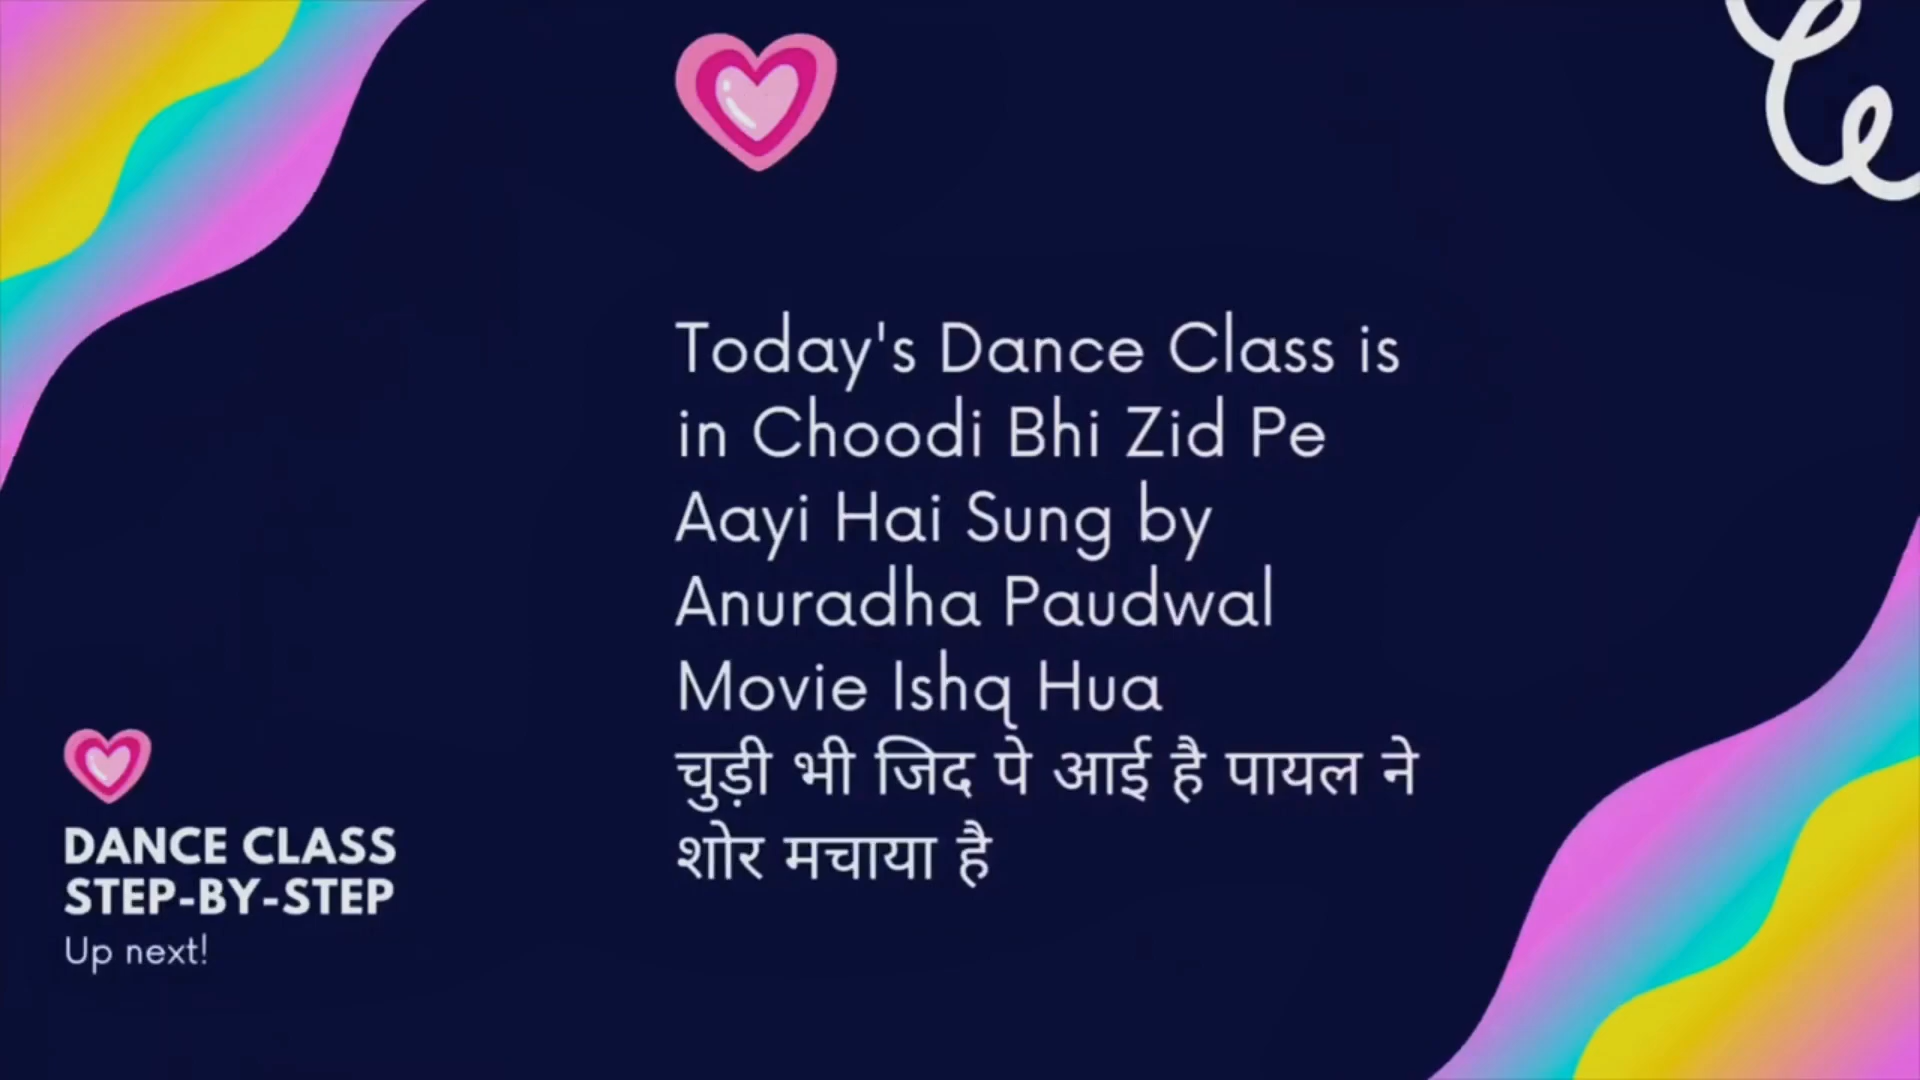 Today's Dance Class is
in Choodi Bhi Zid Pe
Aayi Hai Sung by
Anuradha Paudwal
Movie Ishq Hua
चुड़ी भी जिद पे आई है पायल ने
शोर मचाया है
DANCE CLASS
STEP-BY-STEP
Up next!